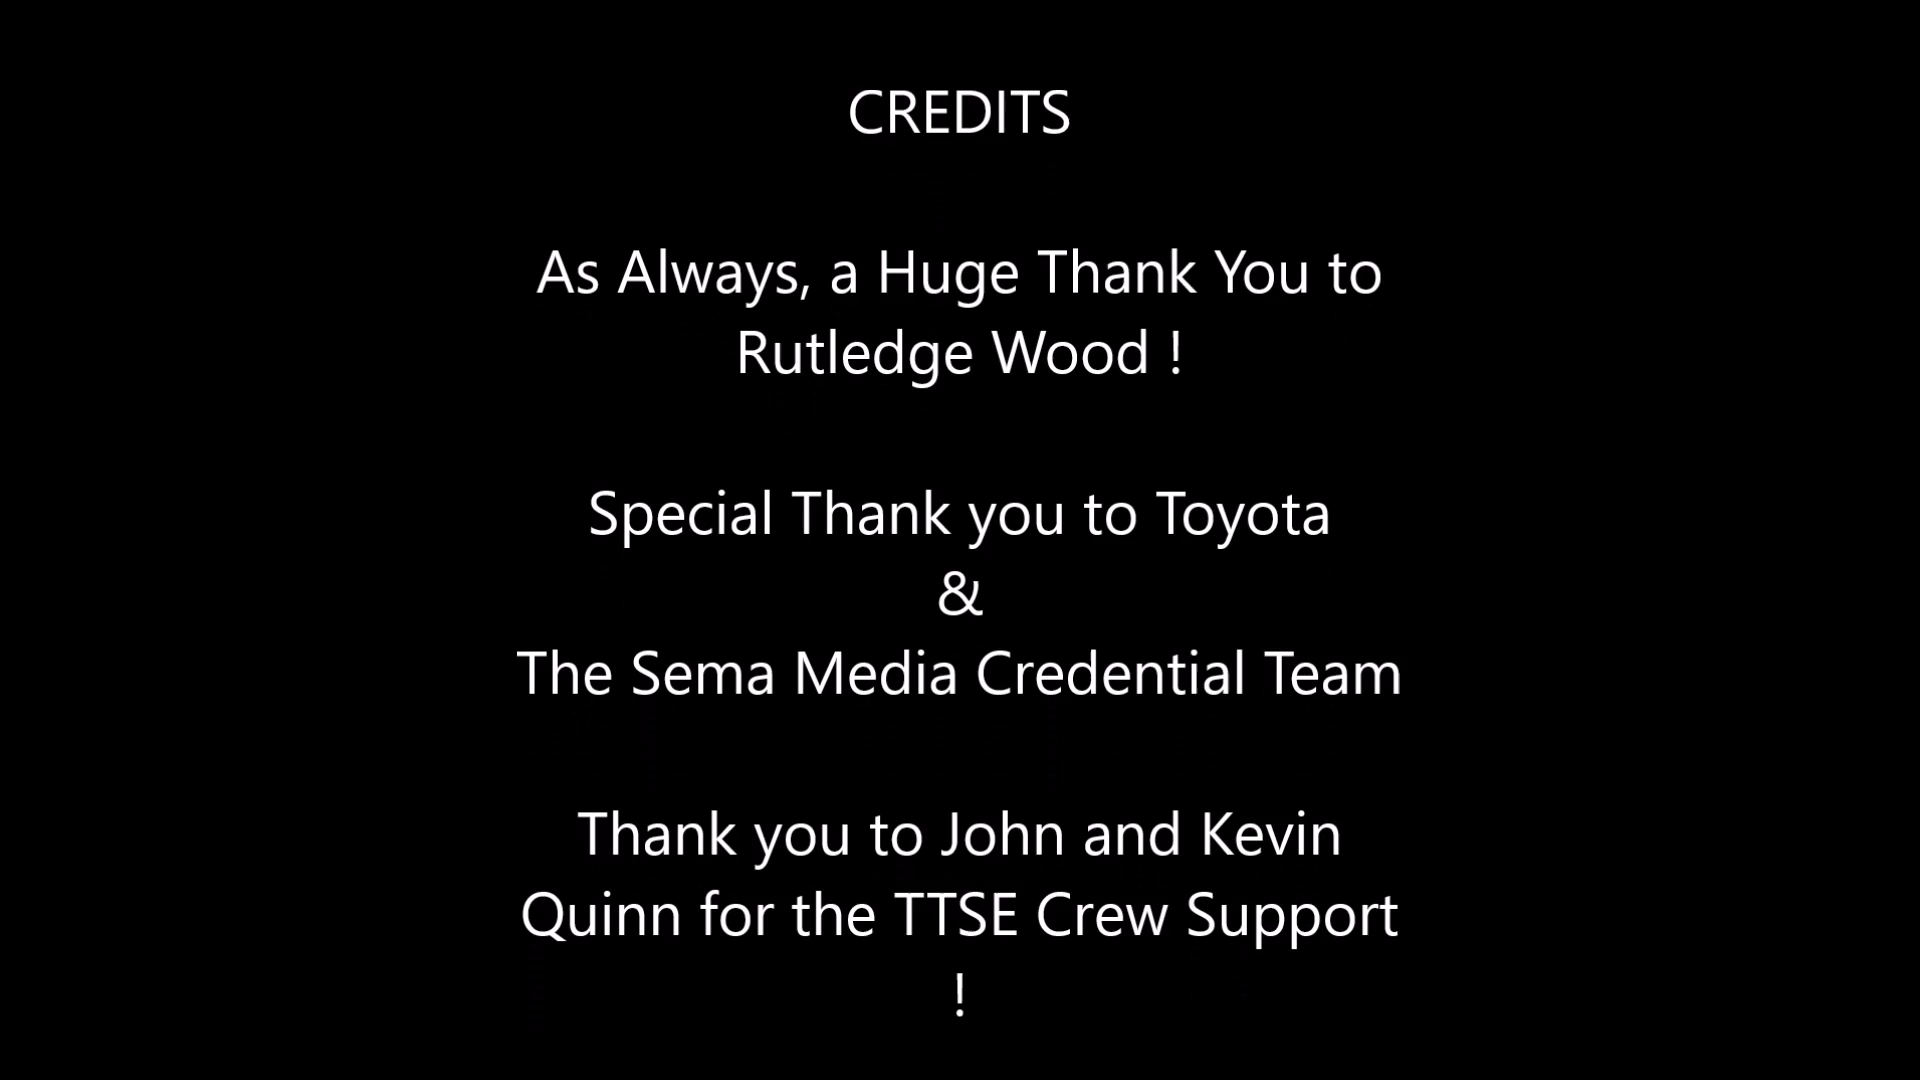 CREDITS
As Always, a Huge Thank You to
Rutledge Wood !
Special Thank you to Toyota
&
The Sema Media Credential Team
Thank you to John and Kevin
Quinn for the TTSE Crew Support
!